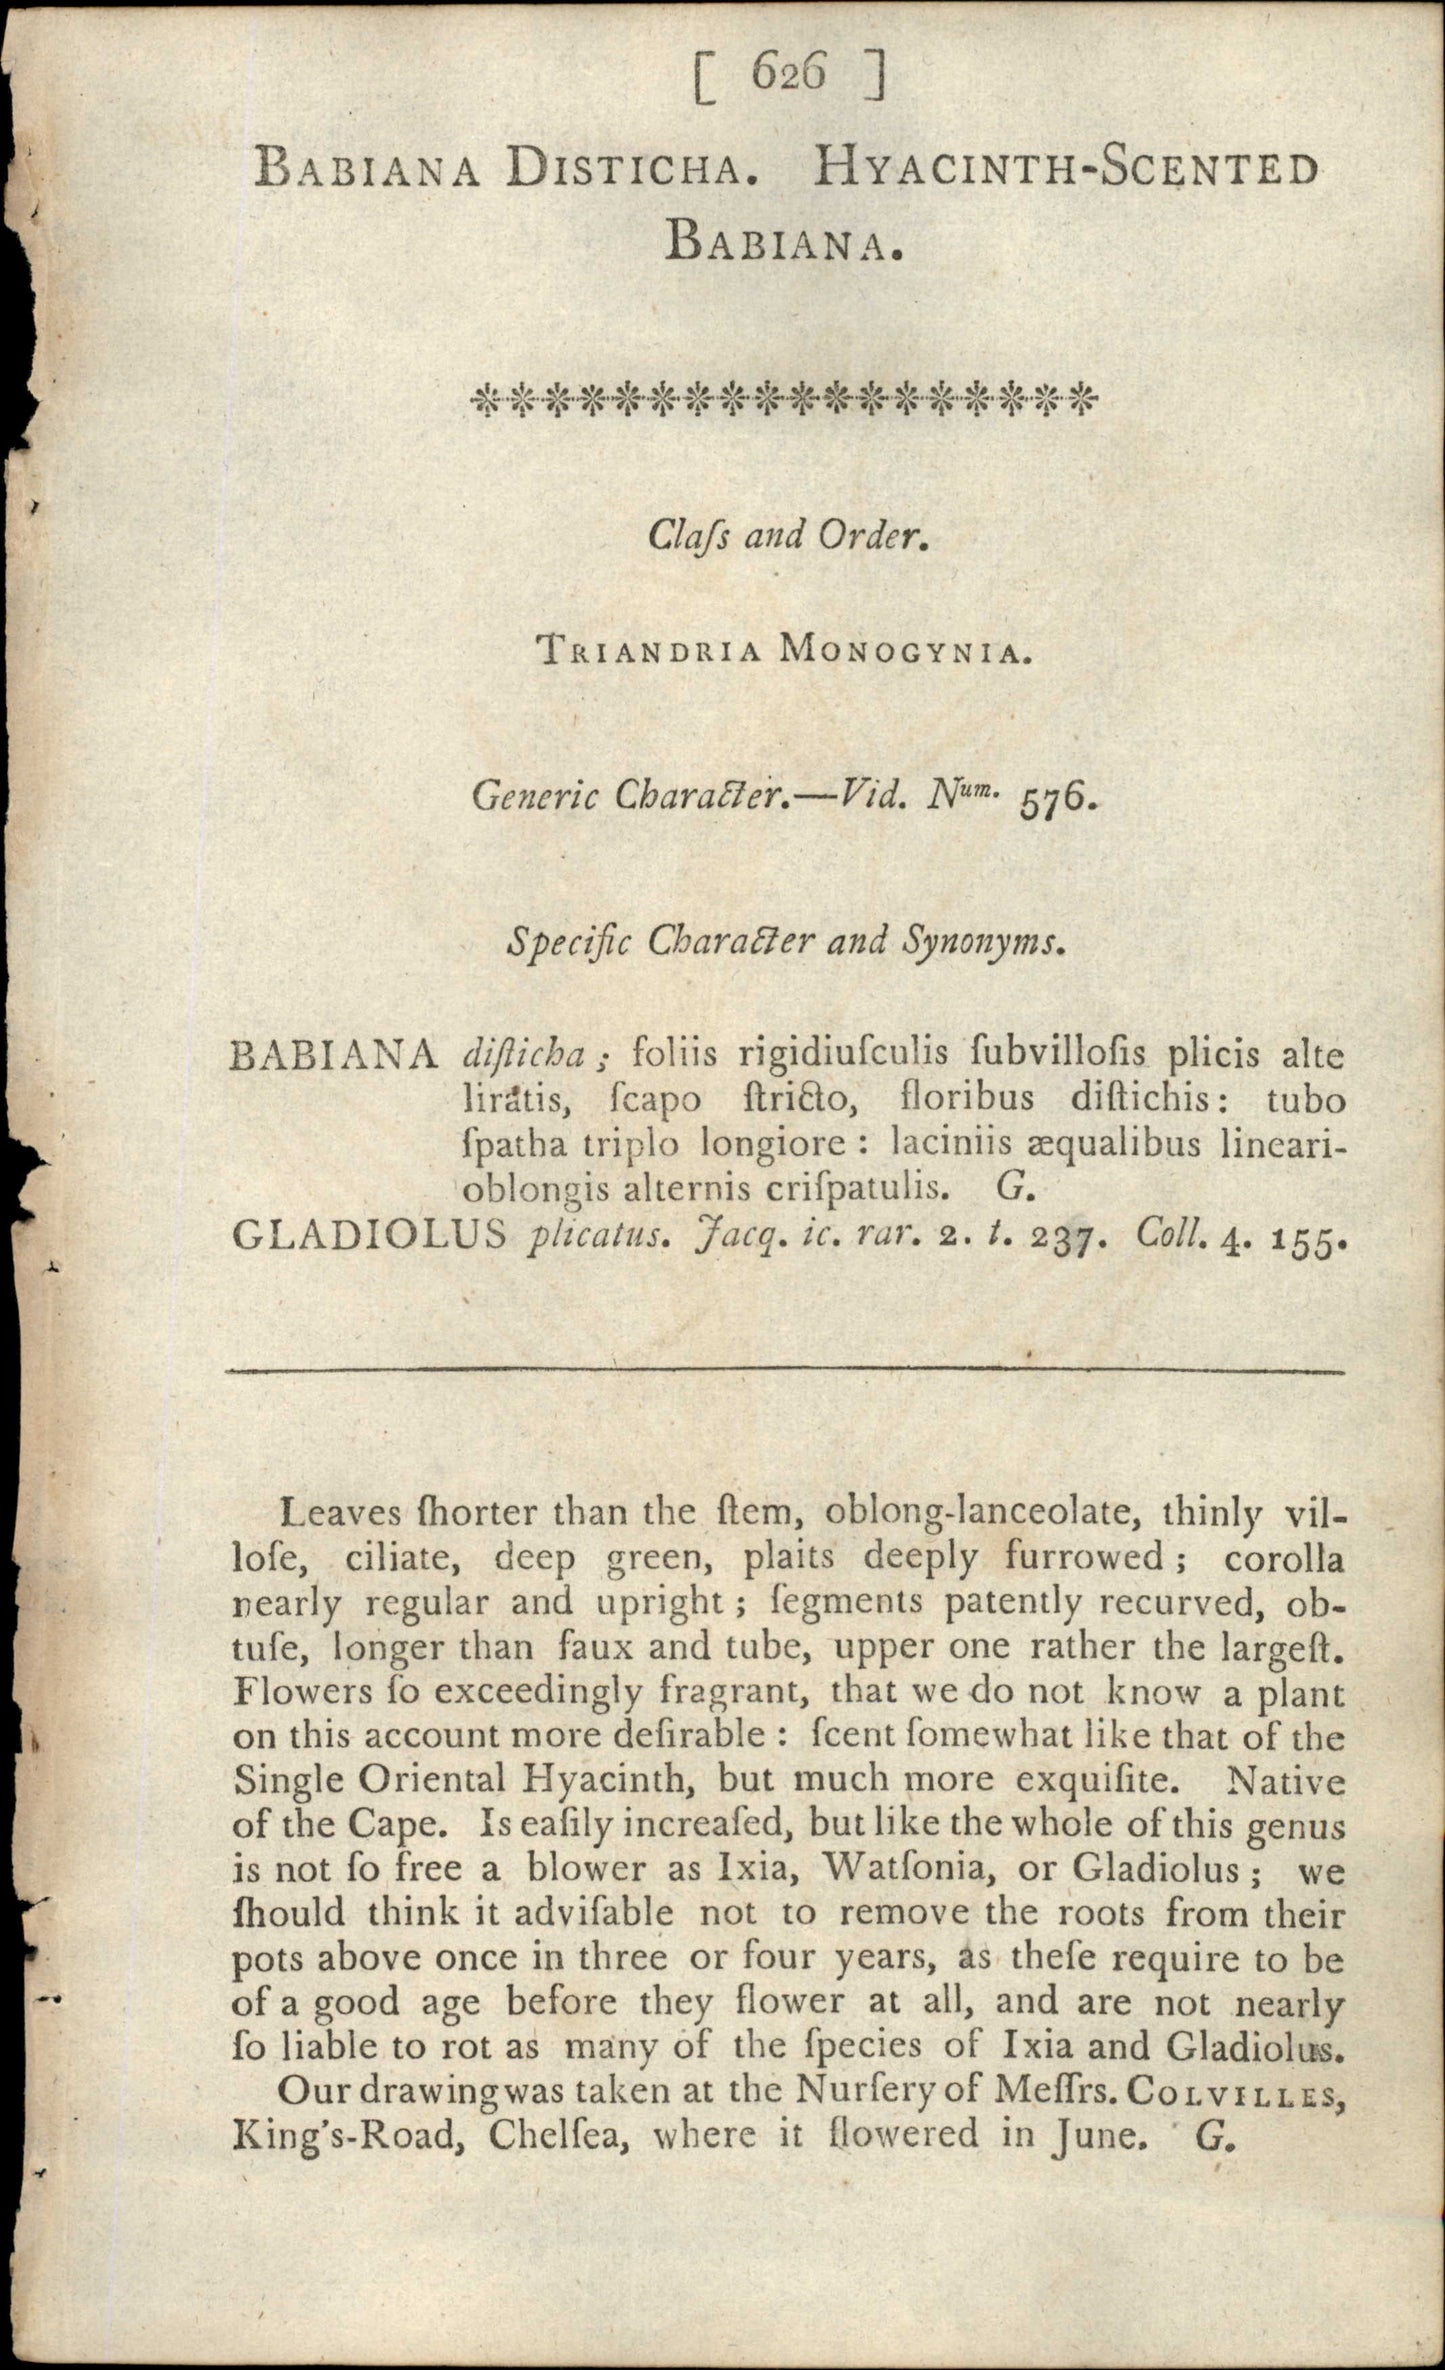 [ 626 ]
BABIANA DISTICHA. HYACINTH-SCENTED
BABIANA.
Claſs and Order.
TRIANDRIA MONOGYNIA.
Generic Character.—Vid. Num. 576.
Specific Character and Synonyms.
BABIANA diſticha; foliis rigidiuſculis ſubvilloſis plicis alte
liratis, ſcapo ſtricto, floribus diſtichis: tubo
ſpatha triplo longiore: laciniis æqualibus lineari-
oblongis alternis criſpatulis. G.
GLADIOLUS plicatus. Jacq. ic. rar. 2. t. 237. Coll. 4. 155.
Leaves ſhorter than the ſtem, oblong-lanceolate, thinly vil-
loſe, ciliate, deep green, plaits deeply furrowed; corolla
nearly regular and upright; ſegments patently recurved, ob-
tuſe, longer than faux and tube, upper one rather the largeſt.
Flowers ſo exceedingly fragrant, that we do not know a plant
on this account more deſirable: ſcent ſomewhat like that of the
Single Oriental Hyacinth, but much more exquiſite. Native
of the Cape. Is eaſily increaſed, but like the whole of this genus
is not ſo free a blower as Ixia, Watſonia, or Gladiolus; we
ſhould think it adviſable not to remove the roots from their
pots above once in three or four years, as theſe require to be
of a good age before they flower at all, and are not nearly
ſo liable to rot as many of the ſpecies of Ixia and Gladiolus.
Our drawing was taken at the Nurſery of Meſſrs. COLVILLES,
King's-Road, Chelſea, where it flowered in June. G.